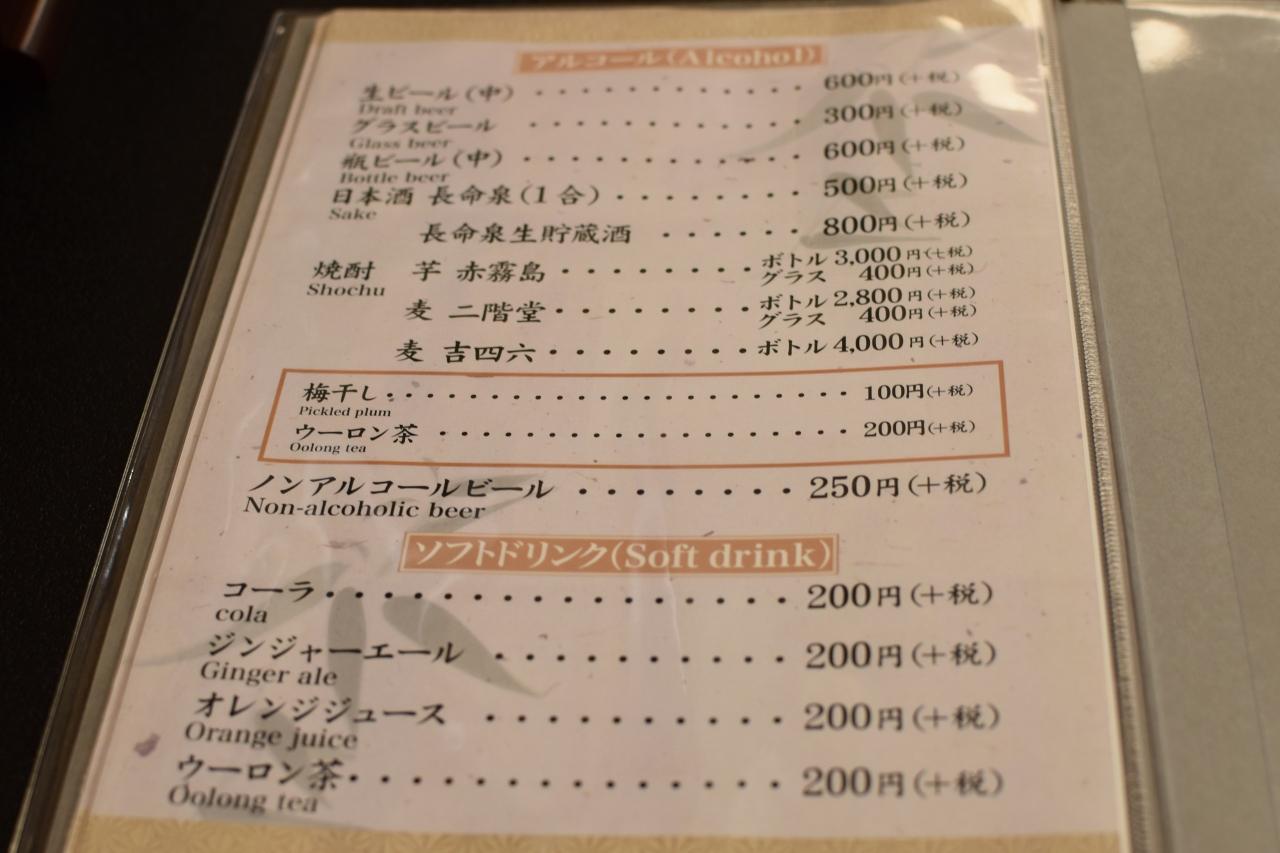 アルコール(Alcohol)
生ビール(中) ・・・・・・・・・・・・ 600円(+税)
Draft beer
グラスビール ・・・・・・・・・・・・ 300円(+税)
Glass beer
瓶ビール(中) ・・・・・・・・・・・・ 600円(+税)
Bottle beer
日本酒 長命泉(1合) ・・・・・・・・ 500円(+税)
Sake
長命泉生貯蔵酒 ・・・・・・ 800円(+税)
焼酎 芋 赤霧島 ・・・・・・・・・ ボトル 3,000円(+税)
Shochu グラス 400円(+税)
麦 二階堂 ・・・・・・・・・ ボトル 2,800円(+税)
グラス 400円(+税)
麦 吉四六 ・・・・・・・・ ボトル 4,000円(+税)
梅干し ・・・・・・・・・・・・・・・・・・・・・・・ 100円(+税)
Pickled plum
ウーロン茶 ・・・・・・・・・・・・・・・・・・・・ 200円(+税)
Oolong tea
ノンアルコールビール ・・・・・・・・ 250円(+税)
Non-alcoholic beer
ソフトドリンク(Soft drink)
コーラ ・・・・・・・・・・・・・・・・・ 200円(+税)
cola
ジンジャーエール ・・・・・・・・・・・ 200円(+税)
Ginger ale
オレンジジュース ・・・・・・・・・・・ 200円(+税)
Orange juice
ウーロン茶 ・・・・・・・・・・・・・・・ 200円(+税)
Oolong tea